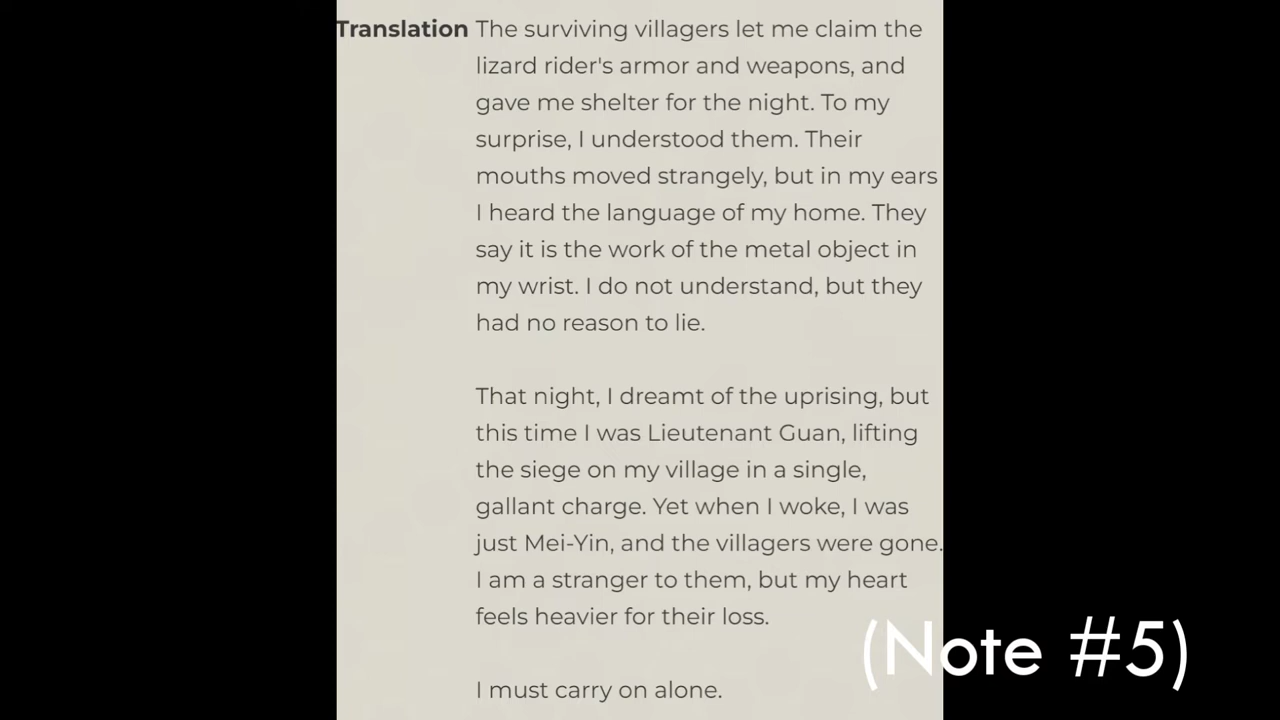 Translation The surviving villagers let me claim the
lizard rider's armor and weapons, and
gave me shelter for the night. To my
surprise, I understood them. Their
mouths moved strangely, but in my ears
I heard the language of my home. They
say it is the work of the metal object in
my wrist. I do not understand, but they
had no reason to lie.
That night, I dreamt of the uprising, but
this time I was Lieutenant Guan, lifting
the siege on my village in a single,
gallant charge. Yet when I woke, I was
just Mei-Yin, and the villagers were gone.
I am a stranger to them, but my heart
feels heavier for their loss.
I must carry on alone.
(Note #5)